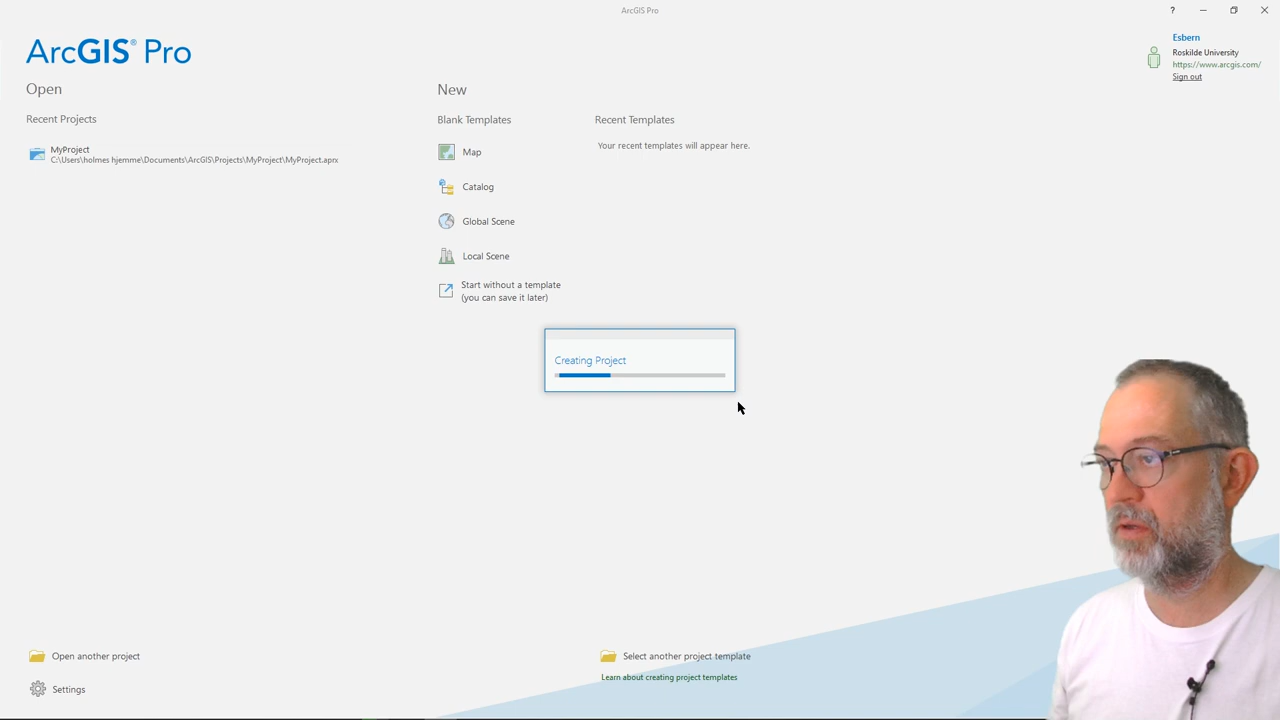 ArcGIS Pro
?
ArcGIS® Pro
Esbern
Roskilde University
https://www.arcgis.com/
Sign out
Open
New
Recent Projects
Blank Templates
Recent Templates
MyProject
C:\Users\holmes hjemme\Documents\ArcGIS\Projects\MyProject\MyProject.aprx
Map
Your recent templates will appear here.
Catalog
Global Scene
Local Scene
Start without a template
(you can save it later)
Creating Project
Open another project
Select another project template
Learn about creating project templates
Settings